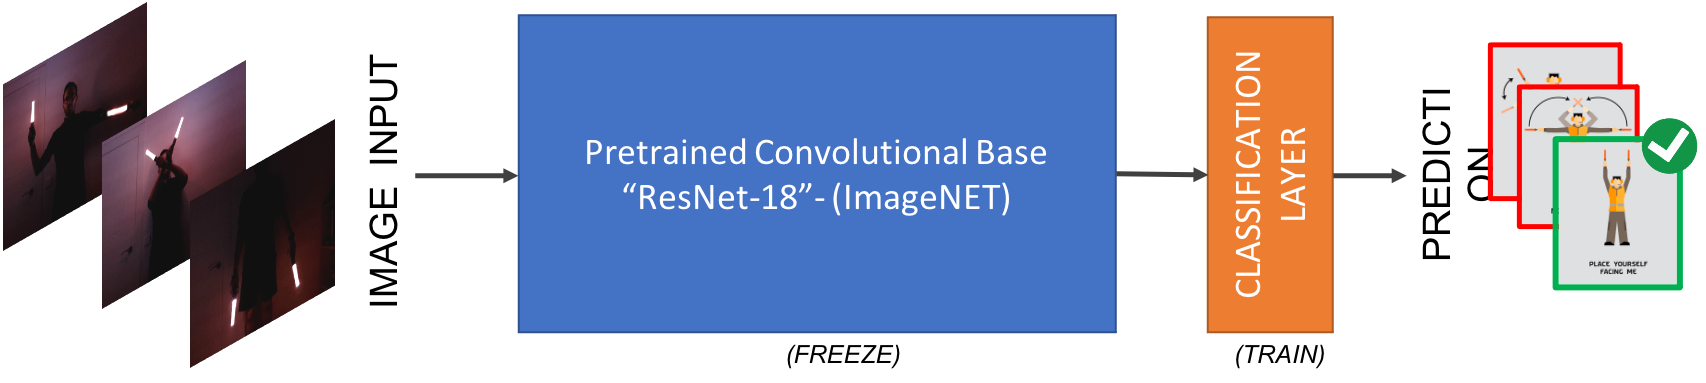 IMAGE INPUT
Pretrained Convolutional Base
“ResNet-18”- (ImageNET)
(FREEZE)
CLASSIFICATION
LAYER
(TRAIN)
PREDICTI
ON
PLACE YOURSELF
FACING ME